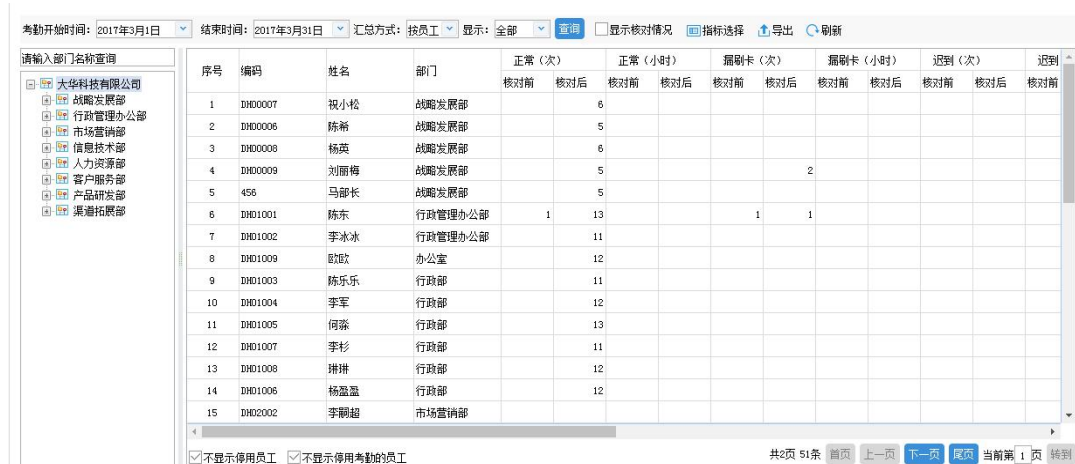 考勤开始时间: 2017年3月1日 结束时间: 2017年3月31日 汇总方式: 按员工 显示: 全部 查询 显示核对情况 指标选择 导出 刷新
请输入部门名称查询
大华科技有限公司
战略发展部
行政管理办公部
市场营销部
信息技术部
人力资源部
客户服务部
产品研发部
渠道拓展部
序号 编码 姓名 部门 正常（次） 正常（小时） 漏刷卡（次） 漏刷卡（小时） 迟到（次） 迟到
核对前 核对后 核对前 核对后 核对前 核对后 核对前 核对后 核对前 核对后 核对前
1 DH00007 祝小松 战略发展部 6
2 DH00006 陈希 战略发展部 5
3 DH00008 杨英 战略发展部 6
4 DH00009 刘丽梅 战略发展部 5 2
5 456 马部长 战略发展部 5
6 DH01001 陈东 行政管理办公部 1 13 1 1
7 DH01002 李冰冰 行政管理办公部 11
8 DH01009 欧欧 办公室 12
9 DH01003 陈乐乐 行政部 11
10 DH01004 李军 行政部 12
11 DH01005 何淼 行政部 13
12 DH01007 李杉 行政部 11
13 DH01008 琳琳 行政部 12
14 DH01006 杨盈盈 行政部 12
15 DH02002 李嗣超 市场营销部
不显示停用员工 不显示停用考勤的员工 共2页 51条 首页 上一页 下一页 尾页 当前第 1 页 转到